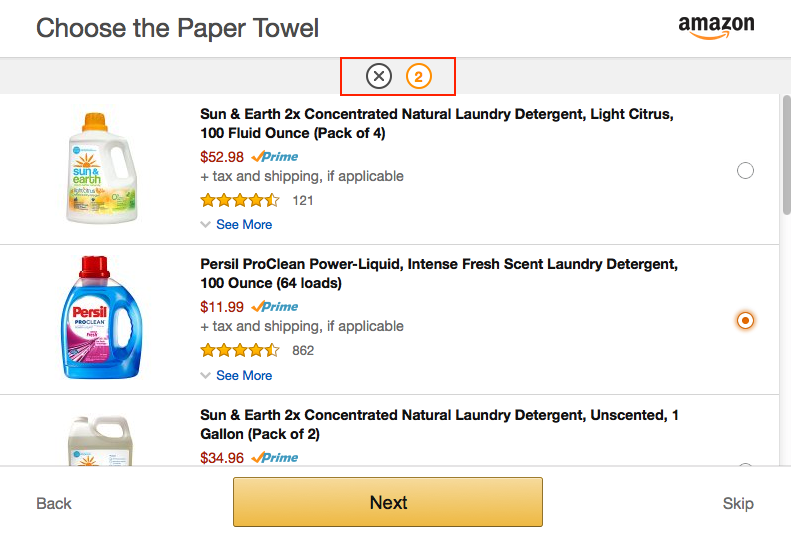 Choose the Paper Towel
amazon
2
Sun & Earth 2x Concentrated Natural Laundry Detergent, Light Citrus,
100 Fluid Ounce (Pack of 4)
$52.98 Prime
+ tax and shipping, if applicable
121
See More
sun &
earth
Persil ProClean Power-Liquid, Intense Fresh Scent Laundry Detergent,
100 Ounce (64 loads)
$11.99 Prime
+ tax and shipping, if applicable
862
See More
Persil
PROCLEAN
Sun & Earth 2x Concentrated Natural Laundry Detergent, Unscented, 1
Gallon (Pack of 2)
$34.96 Prime
Back
Next
Skip